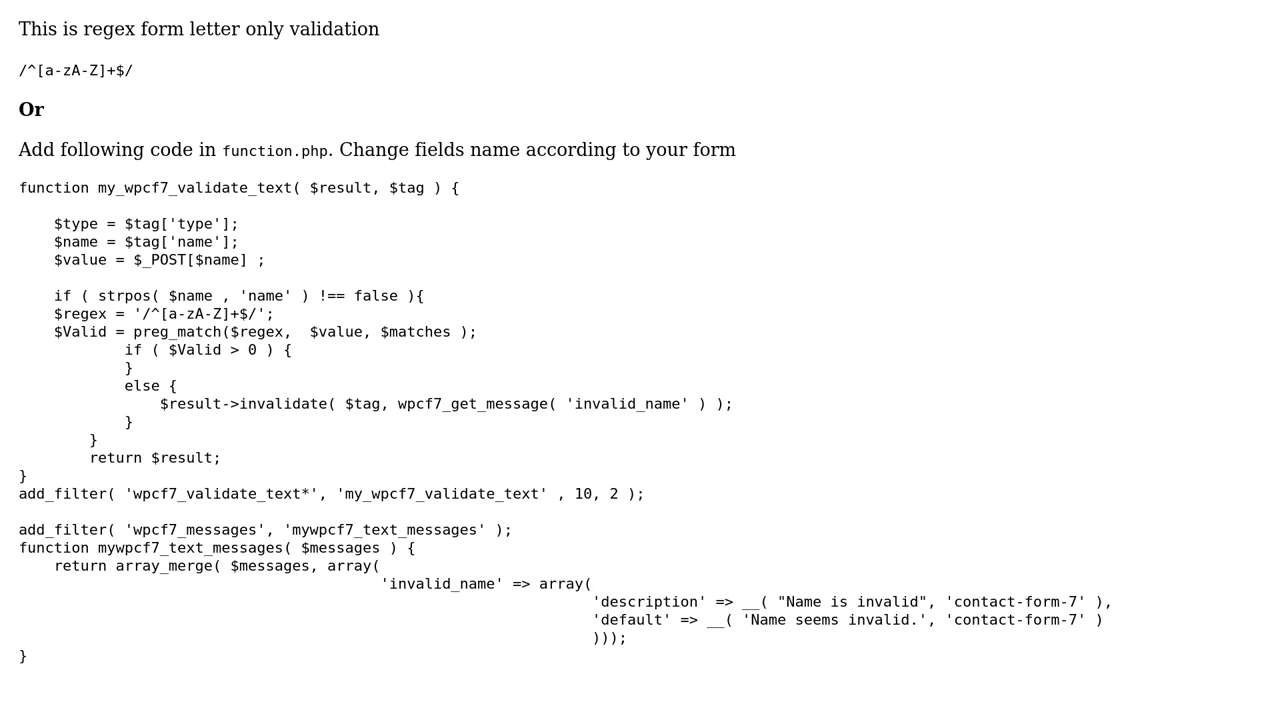 This is regex form letter only validation
/^[a-zA-Z]+$/
Or
Add following code in function.php. Change fields name according to your form
function my_wpcf7_validate_text( $result, $tag ) {
    $type = $tag['type'];
    $name = $tag['name'];
    $value = $_POST[$name] ;
    if ( strpos( $name , 'name' ) !== false ){
    $regex = '/^[a-zA-Z]+$/';
    $Valid = preg_match($regex,  $value, $matches );
            if ( $Valid > 0 ) {
            }
            else {
                $result->invalidate( $tag, wpcf7_get_message( 'invalid_name' ) );
            }
        }
        return $result;
}
add_filter( 'wpcf7_validate_text*', 'my_wpcf7_validate_text' , 10, 2 );
add_filter( 'wpcf7_messages', 'mywpcf7_text_messages' );
function mywpcf7_text_messages( $messages ) {
    return array_merge( $messages, array(
                                         'invalid_name' => array(
                                                                 'description' => __( "Name is invalid", 'contact-form-7' ),
                                                                 'default' => __( 'Name seems invalid.', 'contact-form-7' )
                                                                 )));
}